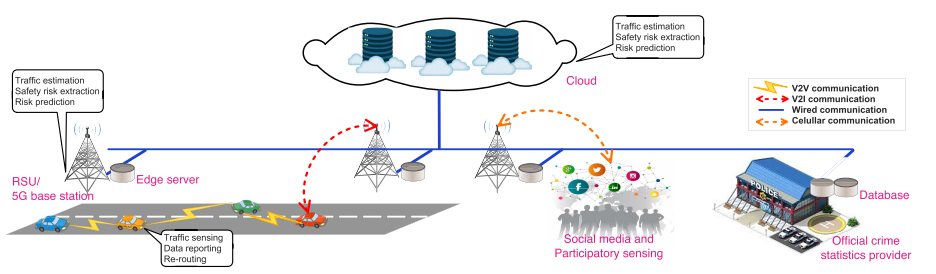 Traffic estimation
Safety risk extraction
Risk prediction
Cloud
Traffic estimation
Safety risk extraction
Risk prediction
V2V communication
V2I communication
Wired communication
Celullar communication
RSU/
5G base station
Edge server
Traffic sensing
Data reporting
Re-routing
Social media and
Participatory sensing
POLICE
Database
Official crime
statistics provider